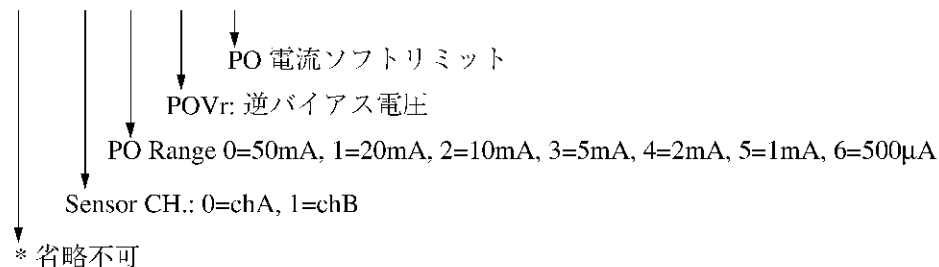 PO 電流ソフトリミット
POVr: 逆バイアス電圧
PO Range 0=50mA, 1=20mA, 2=10mA, 3=5mA, 4=2mA, 5=1mA, 6=500μA
Sensor CH.: 0=chA, 1=chB
* 省略不可